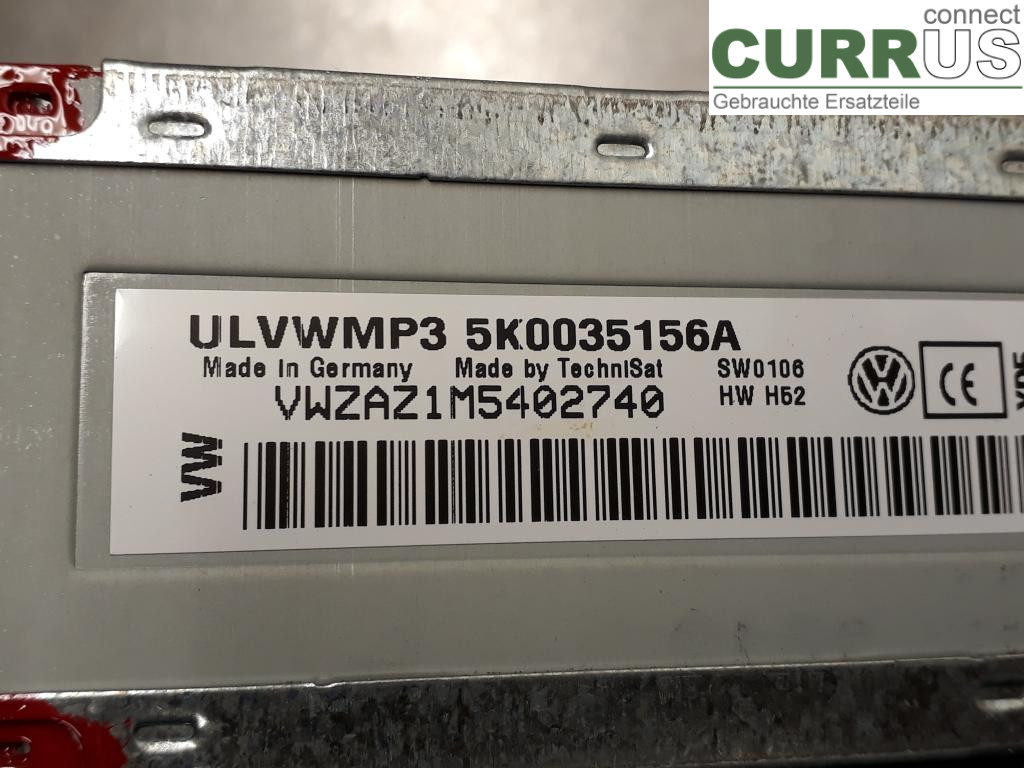 connect
CURRUS
Gebrauchte Ersatzteile
ULVWMP3 5K0035156A
Made in Germany Made by TechniSat SW0106
VWZAZ1M5402740 HW H52
VW
CE